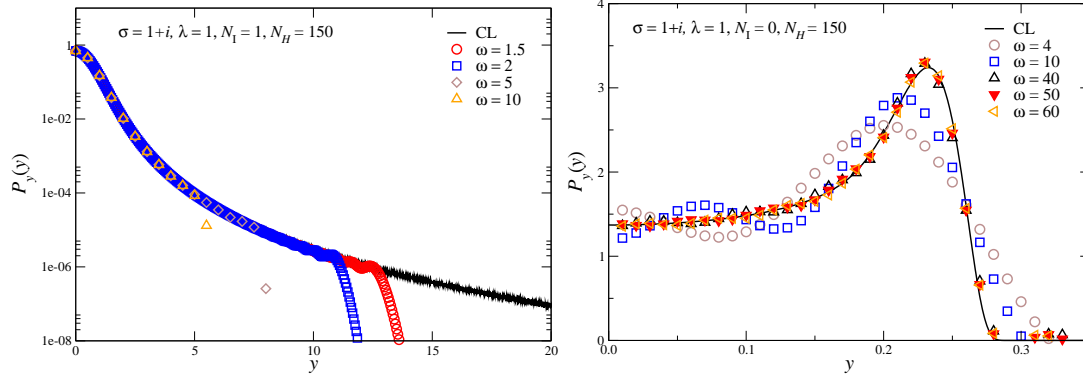 σ = 1+i, λ = 1, N_I = 1, N_H = 150
CL
ω = 1.5
ω = 2
ω = 5
ω = 10
1
1e-02
1e-04
1e-06
1e-08
P_y(y)
0
5
10
15
20
y
σ = 1+i, λ = 1, N_I = 0, N_H = 150
CL
ω = 4
ω = 10
ω = 40
ω = 50
ω = 60
4
3
2
1
0
P_y(y)
0.0
0.1
0.2
0.3
y